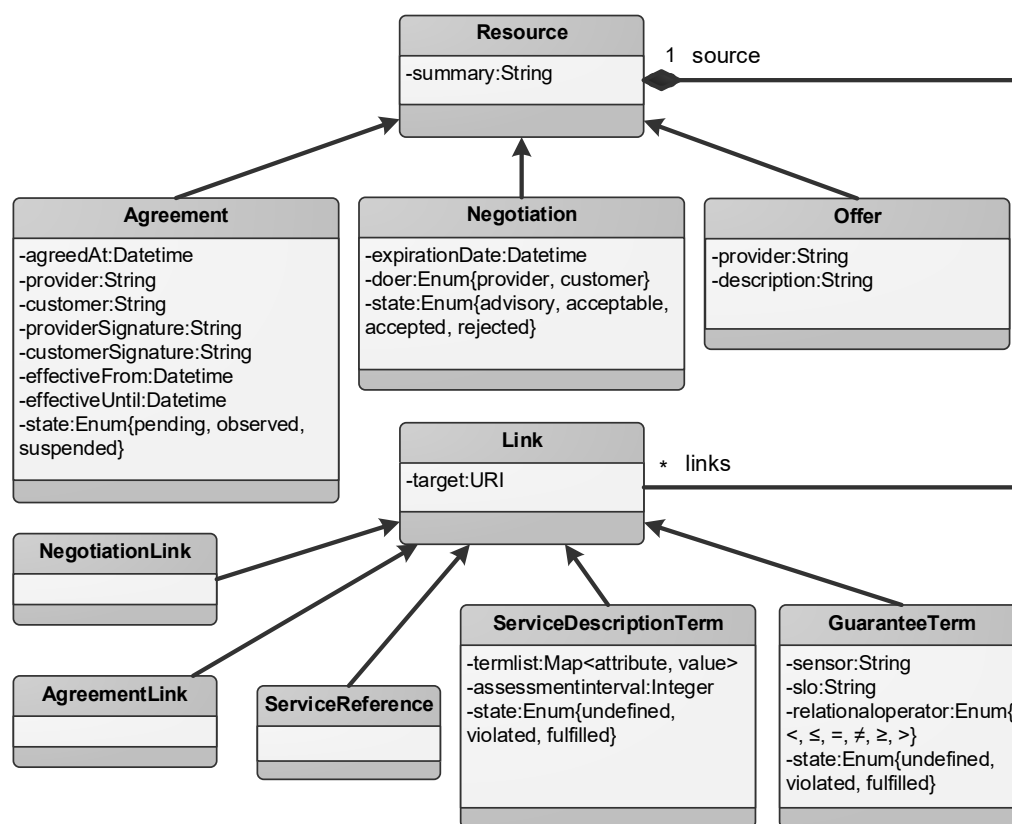 Resource
-summary:String
1 source
Agreement
-agreedAt:Datetime
-provider:String
-customer:String
-providerSignature:String
-customerSignature:String
-effectiveFrom:Datetime
-effectiveUntil:Datetime
-state:Enum{pending, observed,
suspended}
Negotiation
-expirationDate:Datetime
-doer:Enum{provider, customer}
-state:Enum{advisory, acceptable,
accepted, rejected}
Offer
-provider:String
-description:String
Link
-target:URI
* links
NegotiationLink
AgreementLink
ServiceReference
ServiceDescriptionTerm
-termlist:Map<attribute, value>
-assessmentinterval:Integer
-state:Enum{undefined,
violated, fulfilled}
GuaranteeTerm
-sensor:String
-slo:String
-relationaloperator:Enum{
<, ≤, =, ≠, ≥, >}
-state:Enum{undefined,
violated, fulfilled}